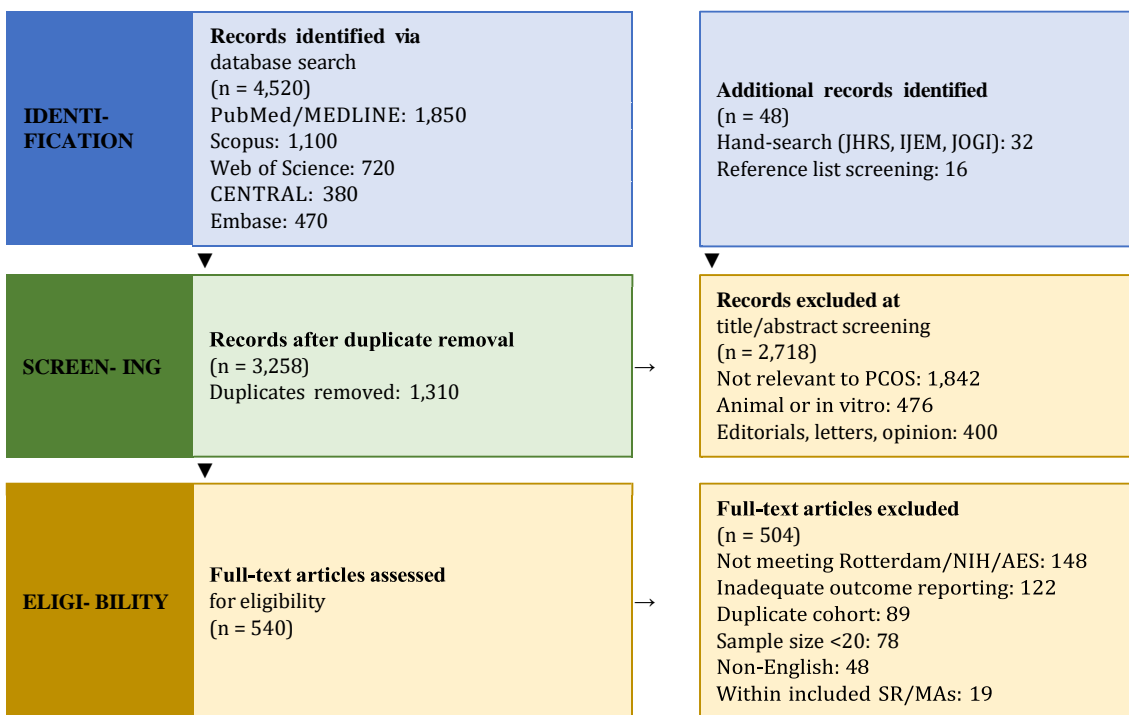 IDENTI-
FICATION
Records identified via
database search
(n = 4,520)
PubMed/MEDLINE: 1,850
Scopus: 1,100
Web of Science: 720
CENTRAL: 380
Embase: 470
Additional records identified
(n = 48)
Hand-search (JHRS, IJEM, JOGI): 32
Reference list screening: 16
▼
▼
SCREEN- ING
Records after duplicate removal
(n = 3,258)
Duplicates removed: 1,310
→
Records excluded at
title/abstract screening
(n = 2,718)
Not relevant to PCOS: 1,842
Animal or in vitro: 476
Editorials, letters, opinion: 400
▼
ELIGI- BILITY
Full-text articles assessed
for eligibility
(n = 540)
→
Full-text articles excluded
(n = 504)
Not meeting Rotterdam/NIH/AES: 148
Inadequate outcome reporting: 122
Duplicate cohort: 89
Sample size <20: 78
Non-English: 48
Within included SR/MAs: 19